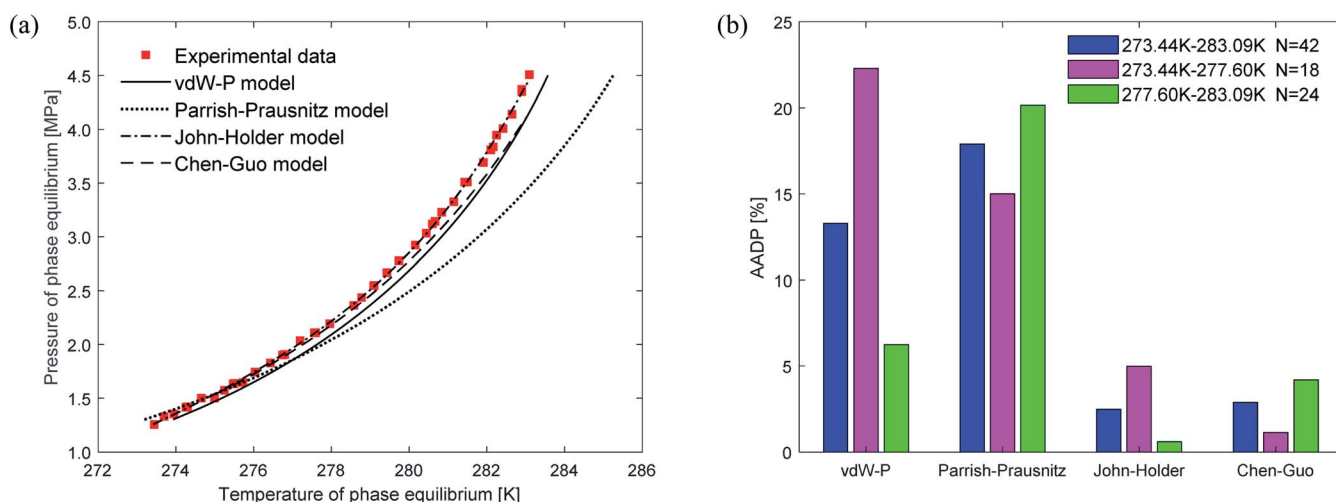 (a)
Pressure of phase equilibrium [MPa]
5.0
4.5
4.0
3.5
3.0
2.5
2.0
1.5
1.0
Experimental data
vdW-P model
Parrish-Prausnitz model
John-Holder model
Chen-Guo model
272 274 276 278 280 282 284 286
Temperature of phase equilibrium [K]
(b)
AADP [%]
25
20
15
10
5
0
273.44K-283.09K N=42
273.44K-277.60K N=18
277.60K-283.09K N=24
vdW-P Parrish-Prausnitz John-Holder Chen-Guo